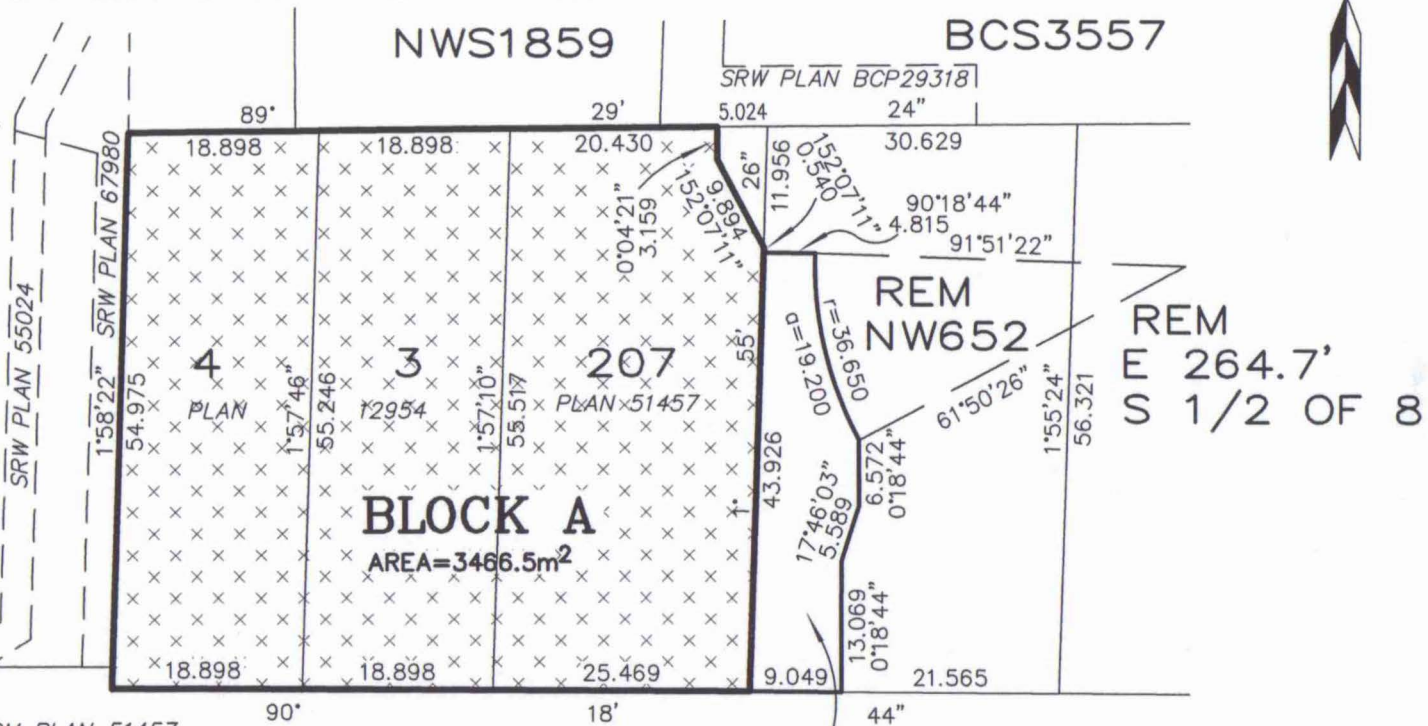 NWS1859
BCS3557
SRW PLAN BCP29318
89° 29' 5.024 24"
18.898 18.898 20.430 30.629
SRW PLAN 67980
SRW PLAN 55024
26"
11.956
152°07'11"
0.540
9.894
152°07'11"
0°04'21"
3.159
90°18'44"
4.815
91°51'22"
REM
NW652
REM
E 264.7'
S 1/2 OF 8
r=36.650
a=19.200
61°50'26"
4
PLAN
3
12954
207
PLAN 51457
1°58'22"
54.975
1°57'46"
55.246
1°57'10"
55.517
55'
43.926
1°
1°55'24"
56.321
6.572
0°18'44"
17°46'03"
5.589
13.069
0°18'44"
BLOCK A
AREA=3466.5m²
18.898 18.898 25.469 9.049 21.565
90° 18' 44"
PLAN 51457